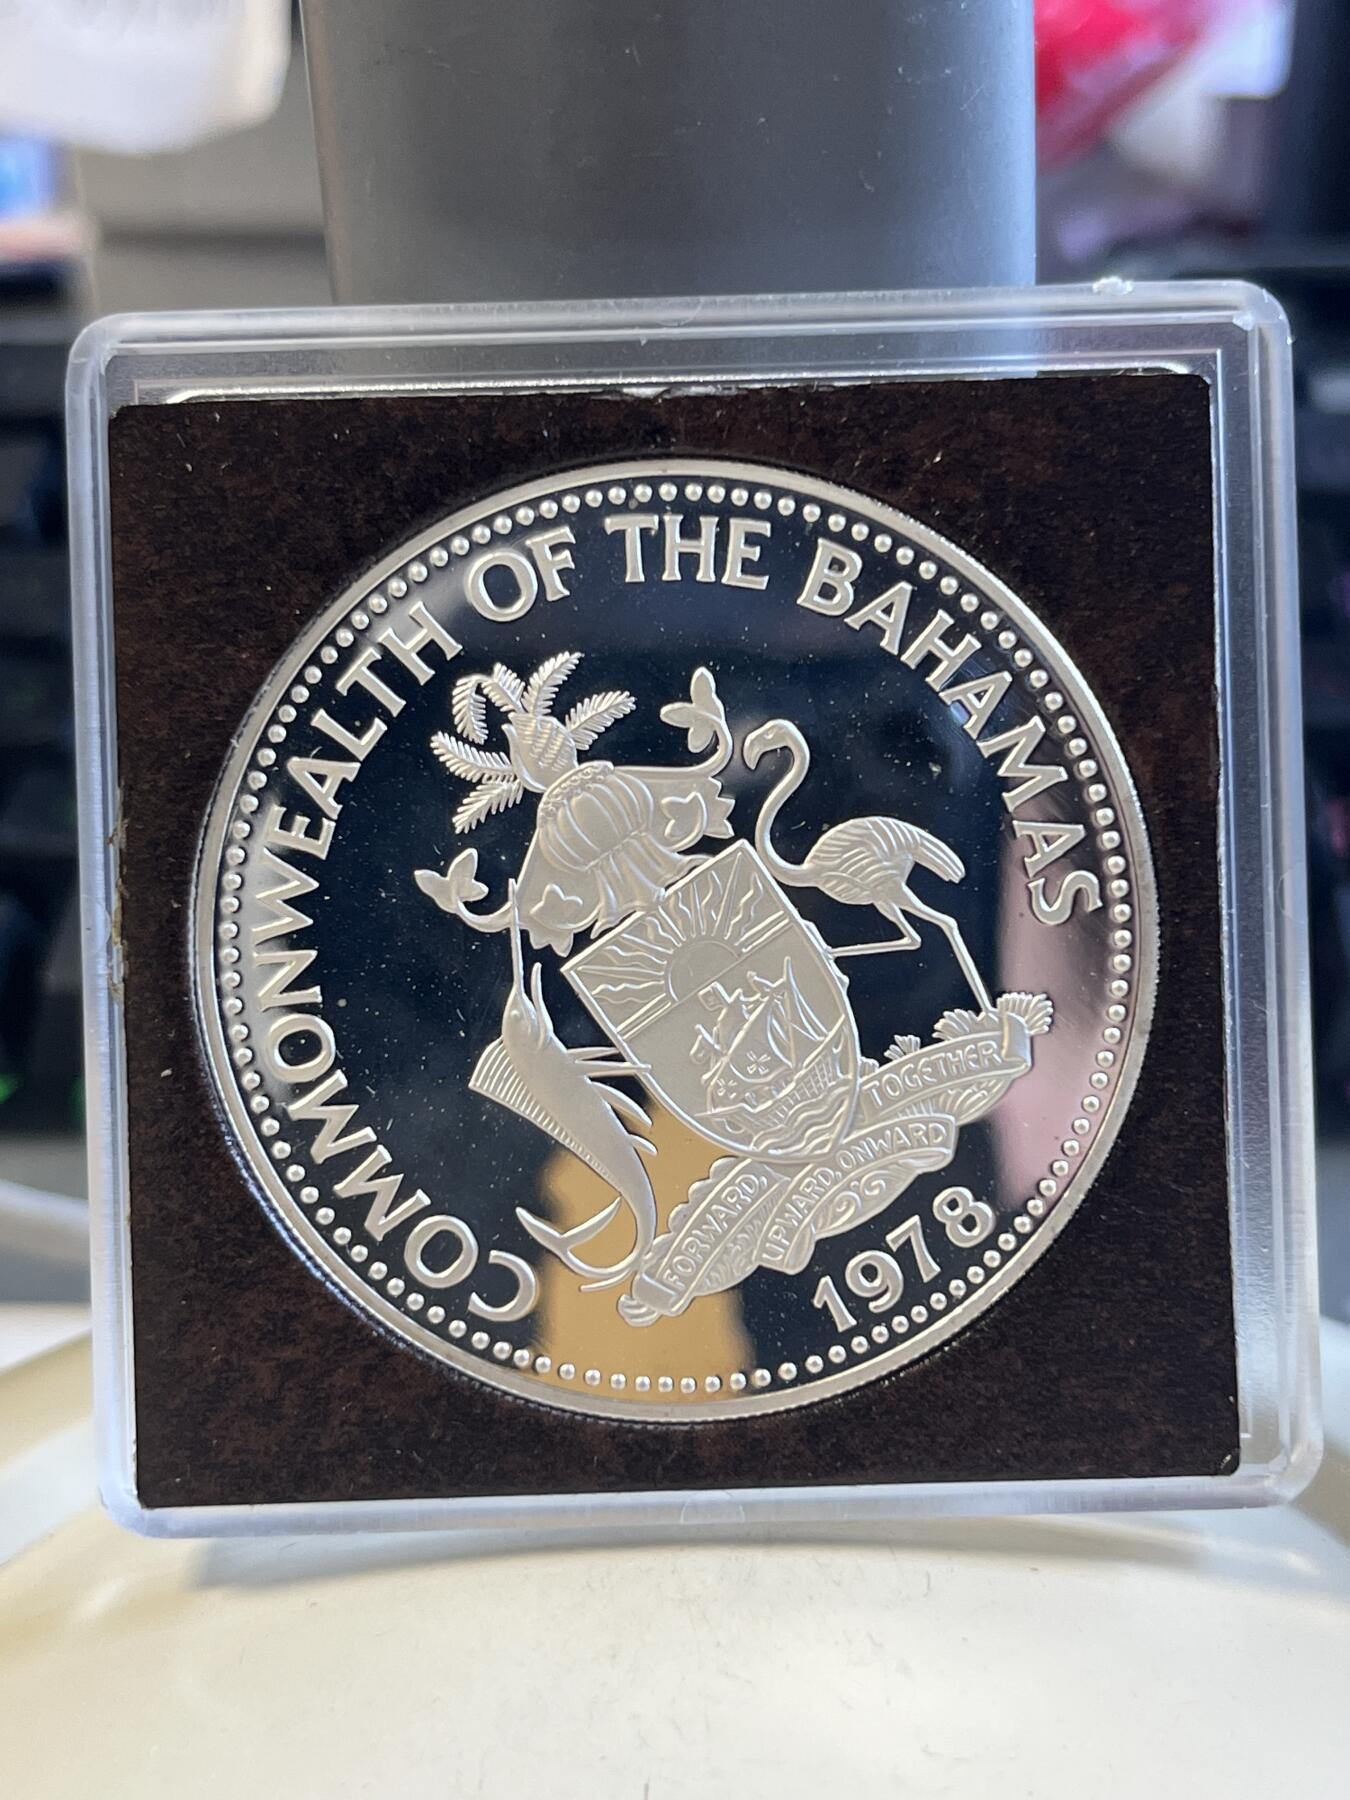 COMMONWEALTH OF THE BAHAMAS
FORWARD, UPWARD, ONWARD TOGETHER
1978